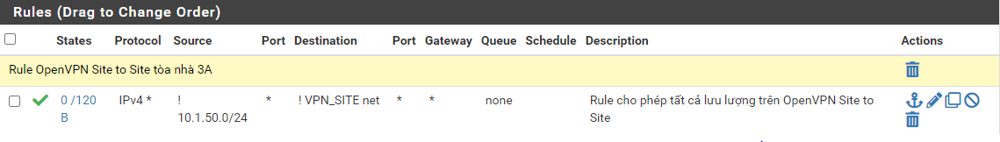 Rules (Drag to Change Order)
States Protocol Source Port Destination Port Gateway Queue Schedule Description Actions
Rule OpenVPN Site to Site tòa nhà 3A
0 /120 IPv4 * ! * ! VPN_SITE net * * none Rule cho phép tất cả lưu lượng trên OpenVPN Site to
B 10.1.50.0/24 Site